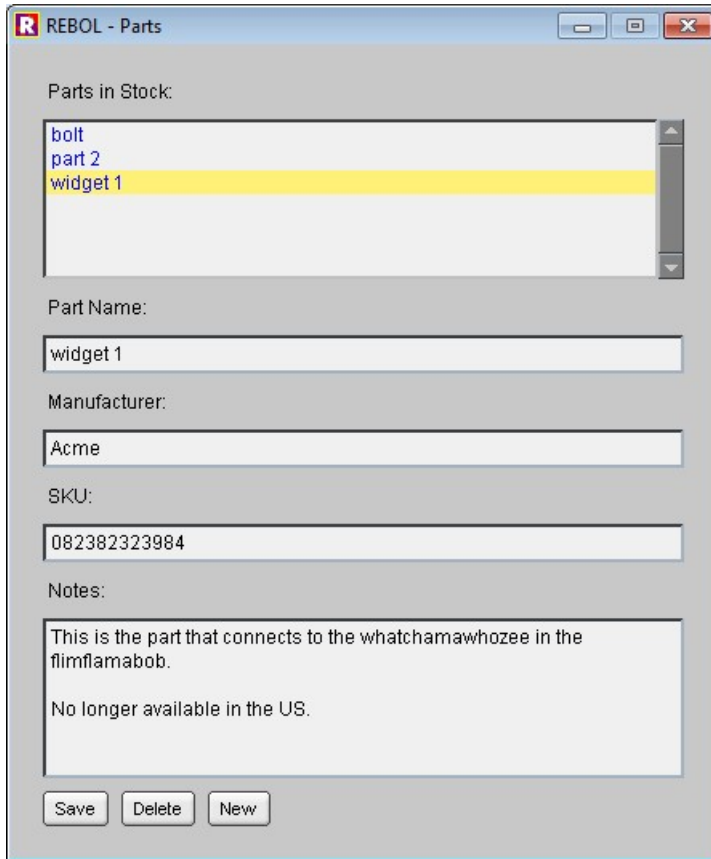 R REBOL - Parts
Parts in Stock:
bolt
part 2
widget 1
Part Name:
widget 1
Manufacturer:
Acme
SKU:
082382323984
Notes:
This is the part that connects to the whatchamawhozee in the
flimflamabob.
No longer available in the US.
Save Delete New